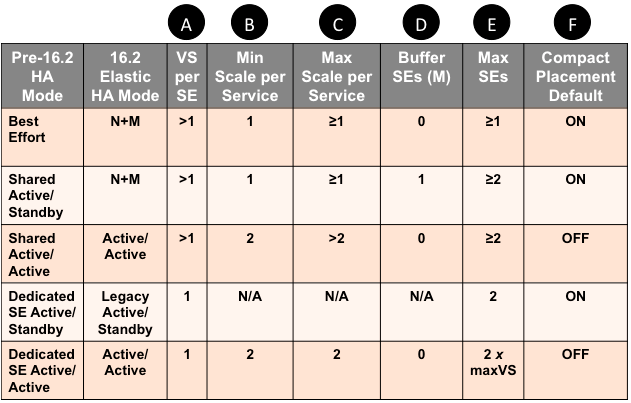 A B C D E F
Pre-16.2 HA Mode | 16.2 Elastic HA Mode | VS per SE | Min Scale per Service | Max Scale per Service | Buffer SEs (M) | Max SEs | Compact Placement Default
Best Effort | N+M | >1 | 1 | ≥1 | 0 | ≥1 | ON
Shared Active/ Standby | N+M | >1 | 1 | ≥1 | 1 | ≥2 | ON
Shared Active/ Active | Active/ Active | >1 | 2 | >2 | 0 | ≥2 | OFF
Dedicated SE Active/ Standby | Legacy Active/ Standby | 1 | N/A | N/A | N/A | 2 | ON
Dedicated SE Active/ Active | Active/ Active | 1 | 2 | 2 | 0 | 2 x maxVS | OFF